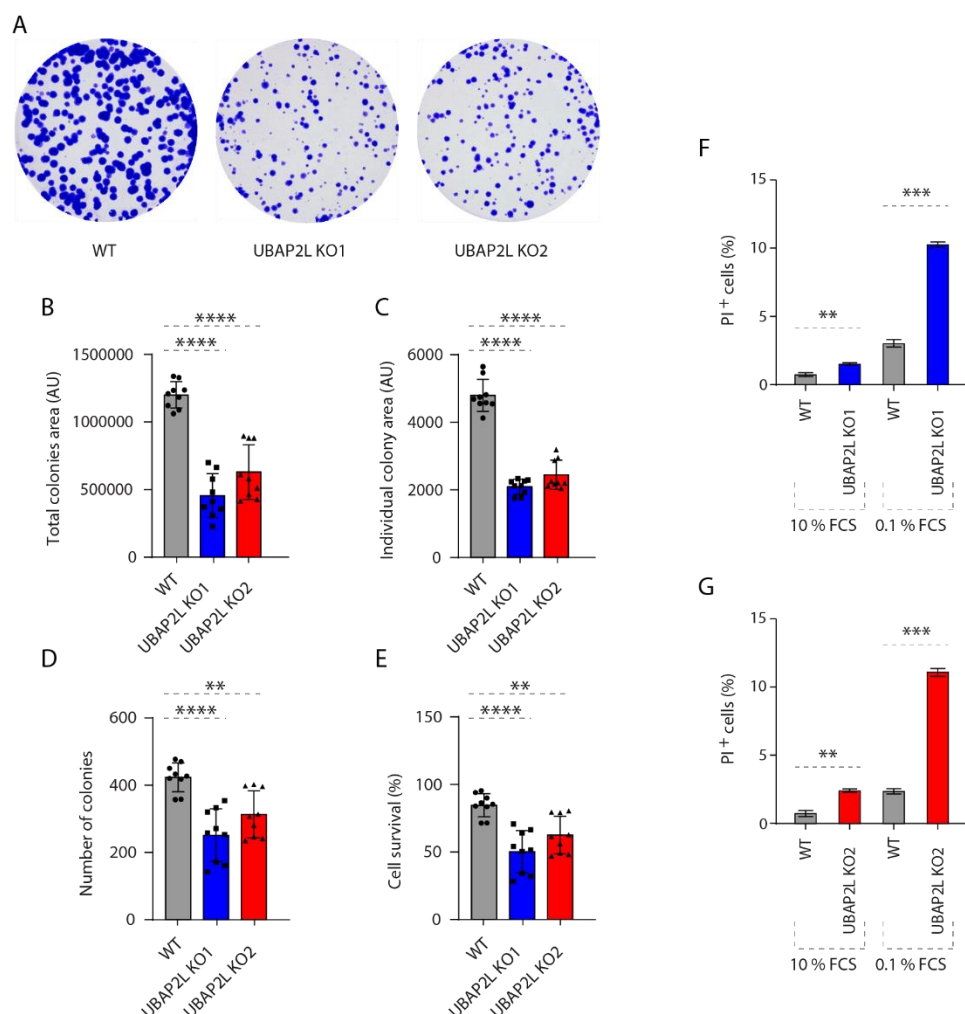 A
WT
UBAP2L KO1
UBAP2L KO2
B
****
****
Total colonies area (AU)
1500000
1000000
500000
0
WT
UBAP2L KO1
UBAP2L KO2
C
****
****
Individual colony area (AU)
6000
4000
2000
0
WT
UBAP2L KO1
UBAP2L KO2
D
**
****
Number of colonies
600
400
200
0
WT
UBAP2L KO1
UBAP2L KO2
E
**
****
Cell survival (%)
150
100
50
0
WT
UBAP2L KO1
UBAP2L KO2
F
PI+ cells (%)
15
10
5
0
**
***
WT
UBAP2L KO1
WT
UBAP2L KO1
10 % FCS
0.1 % FCS
G
PI+ cells (%)
15
10
5
0
**
***
WT
UBAP2L KO2
WT
UBAP2L KO2
10 % FCS
0.1 % FCS